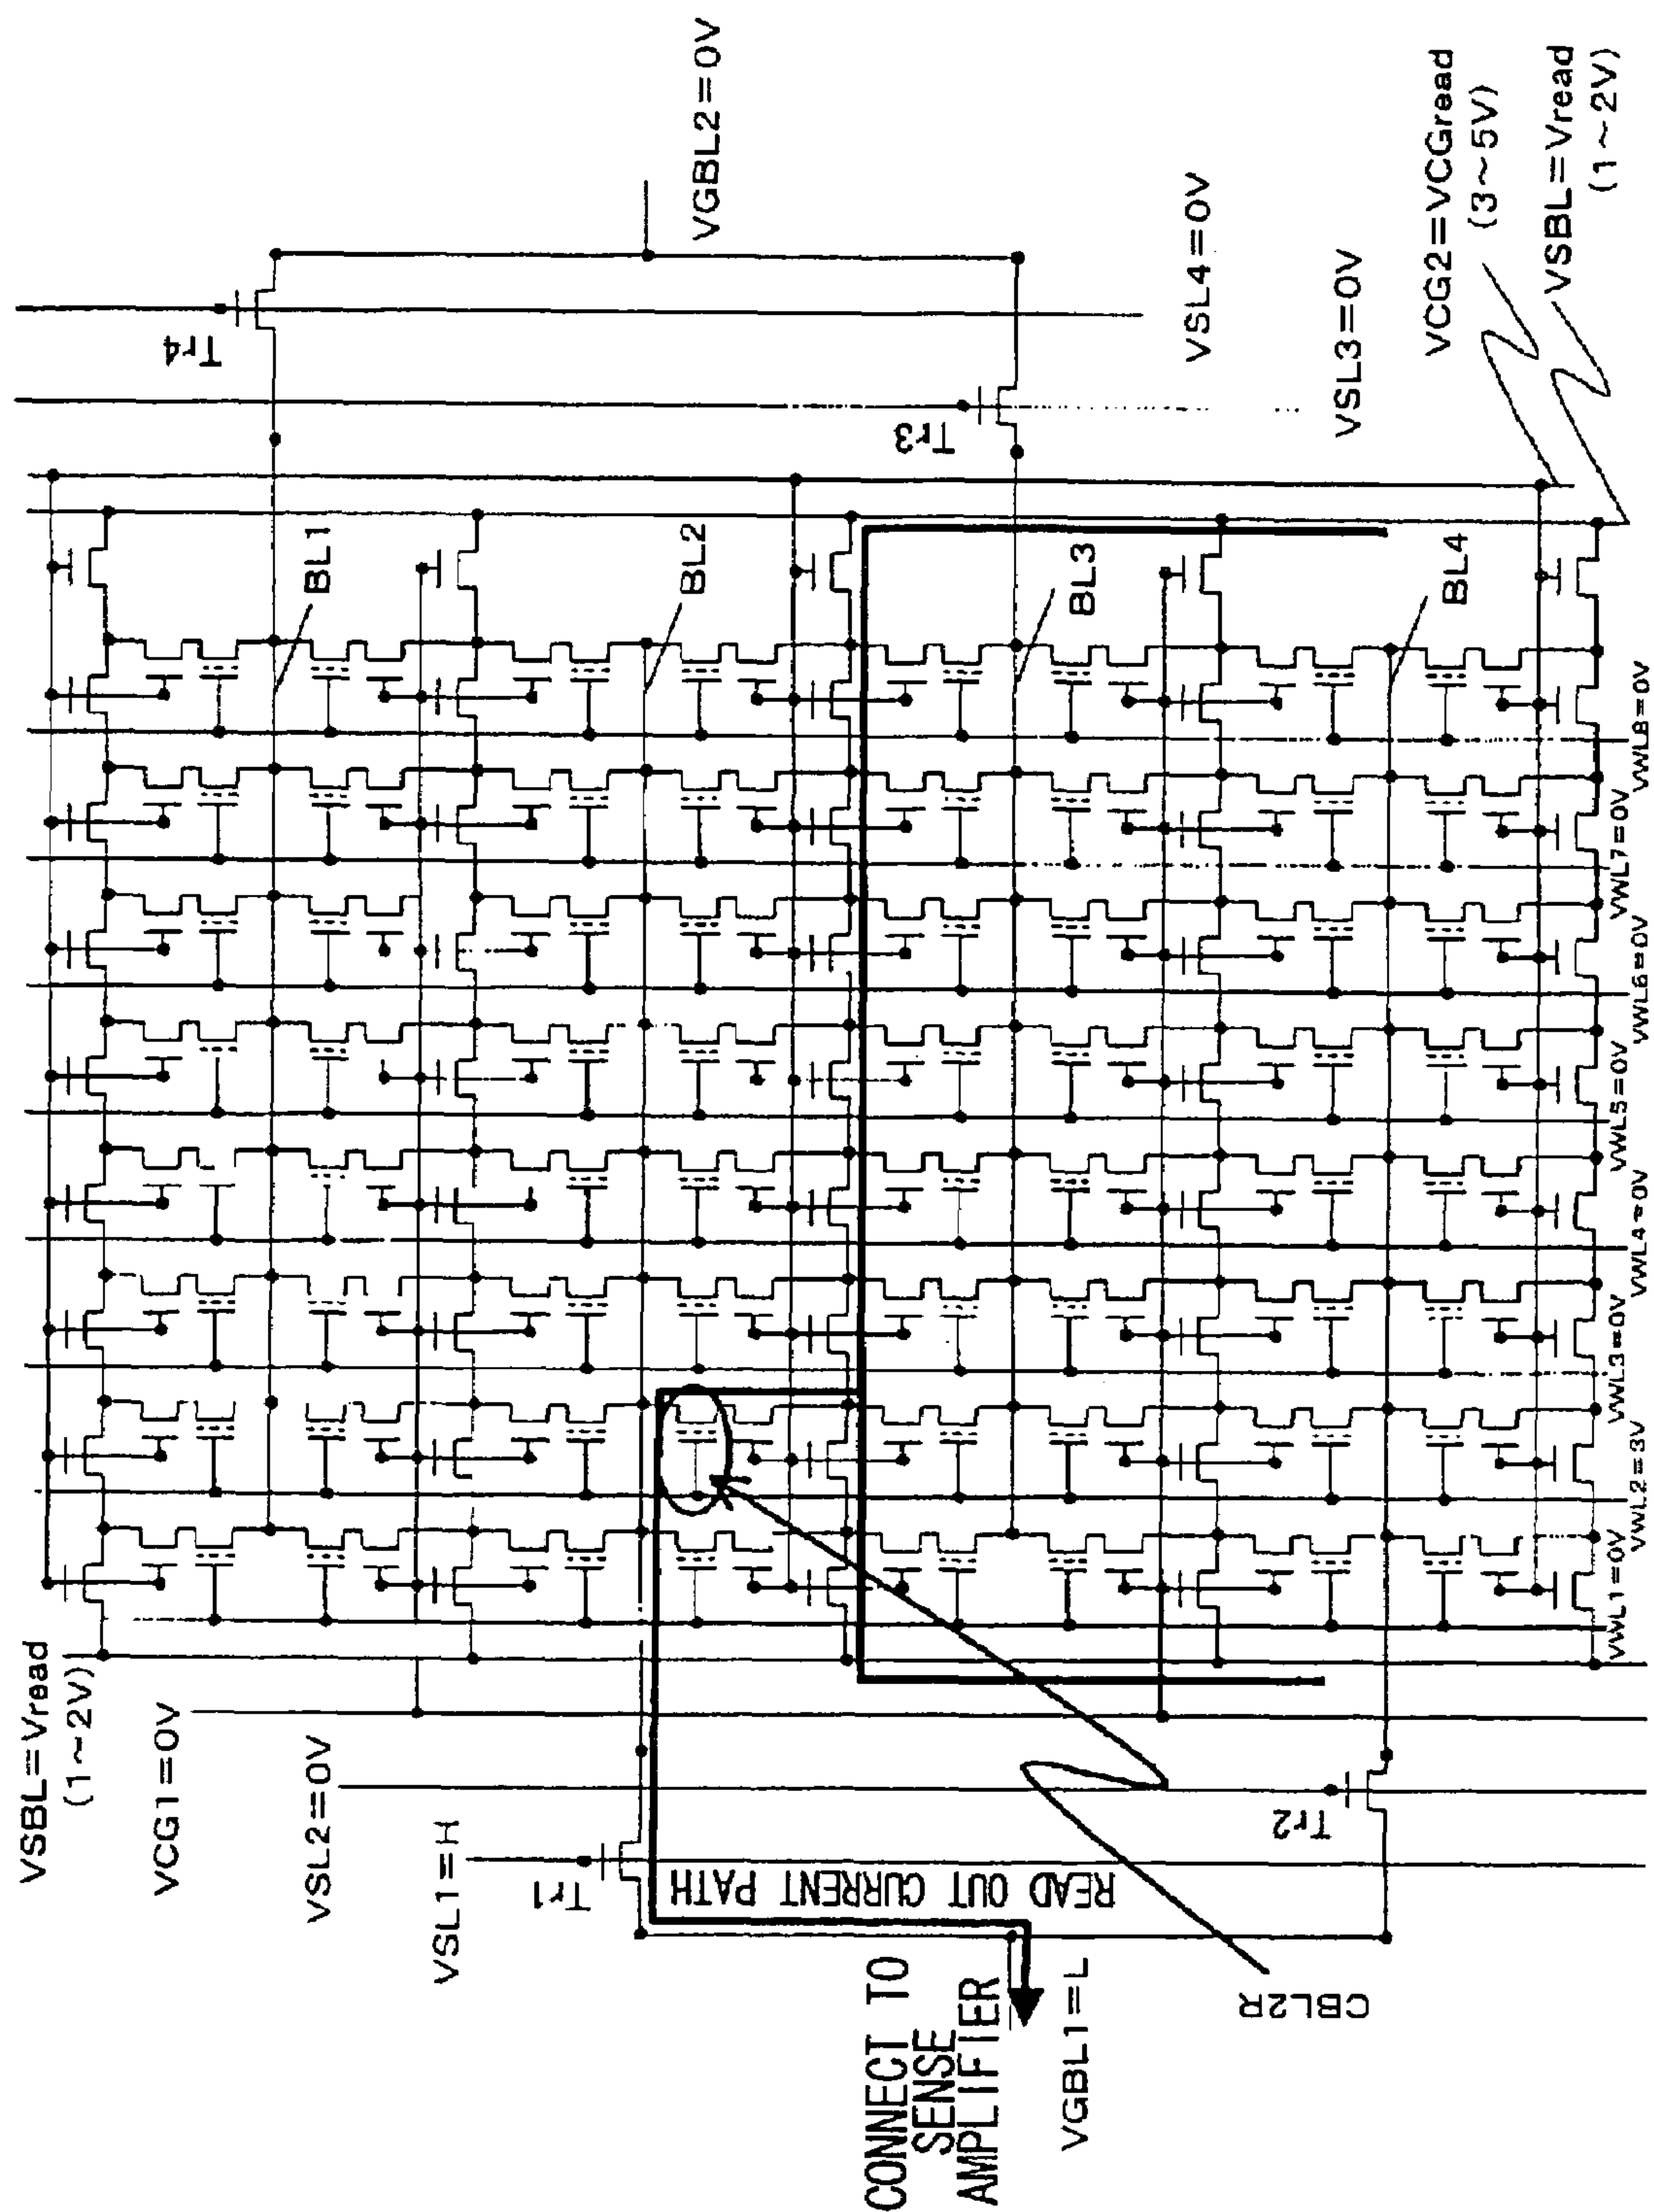 VSBL=Vread
(1~2V)
VCG1=0V
VSL2=0V
VSL1=H
Tr1
READ OUT CURRENT PATH
CONNECT TO
SENSE
AMPLIFIER
VGBL1=L
CBL2R
Tr2
BL1
BL2
BL3
BL4
Tr4
Tr3
VGBL2=0V
VSL4=0V
VSL3=0V
VCG2=VCGread
(3~5V)
VSBL=Vread
(1~2V)
VWL1=0V
VWL2=3V
VWL3=0V
VWL4=0V
VWL5=0V
VWL6=0V
VWL7=0V
VWL8=0V